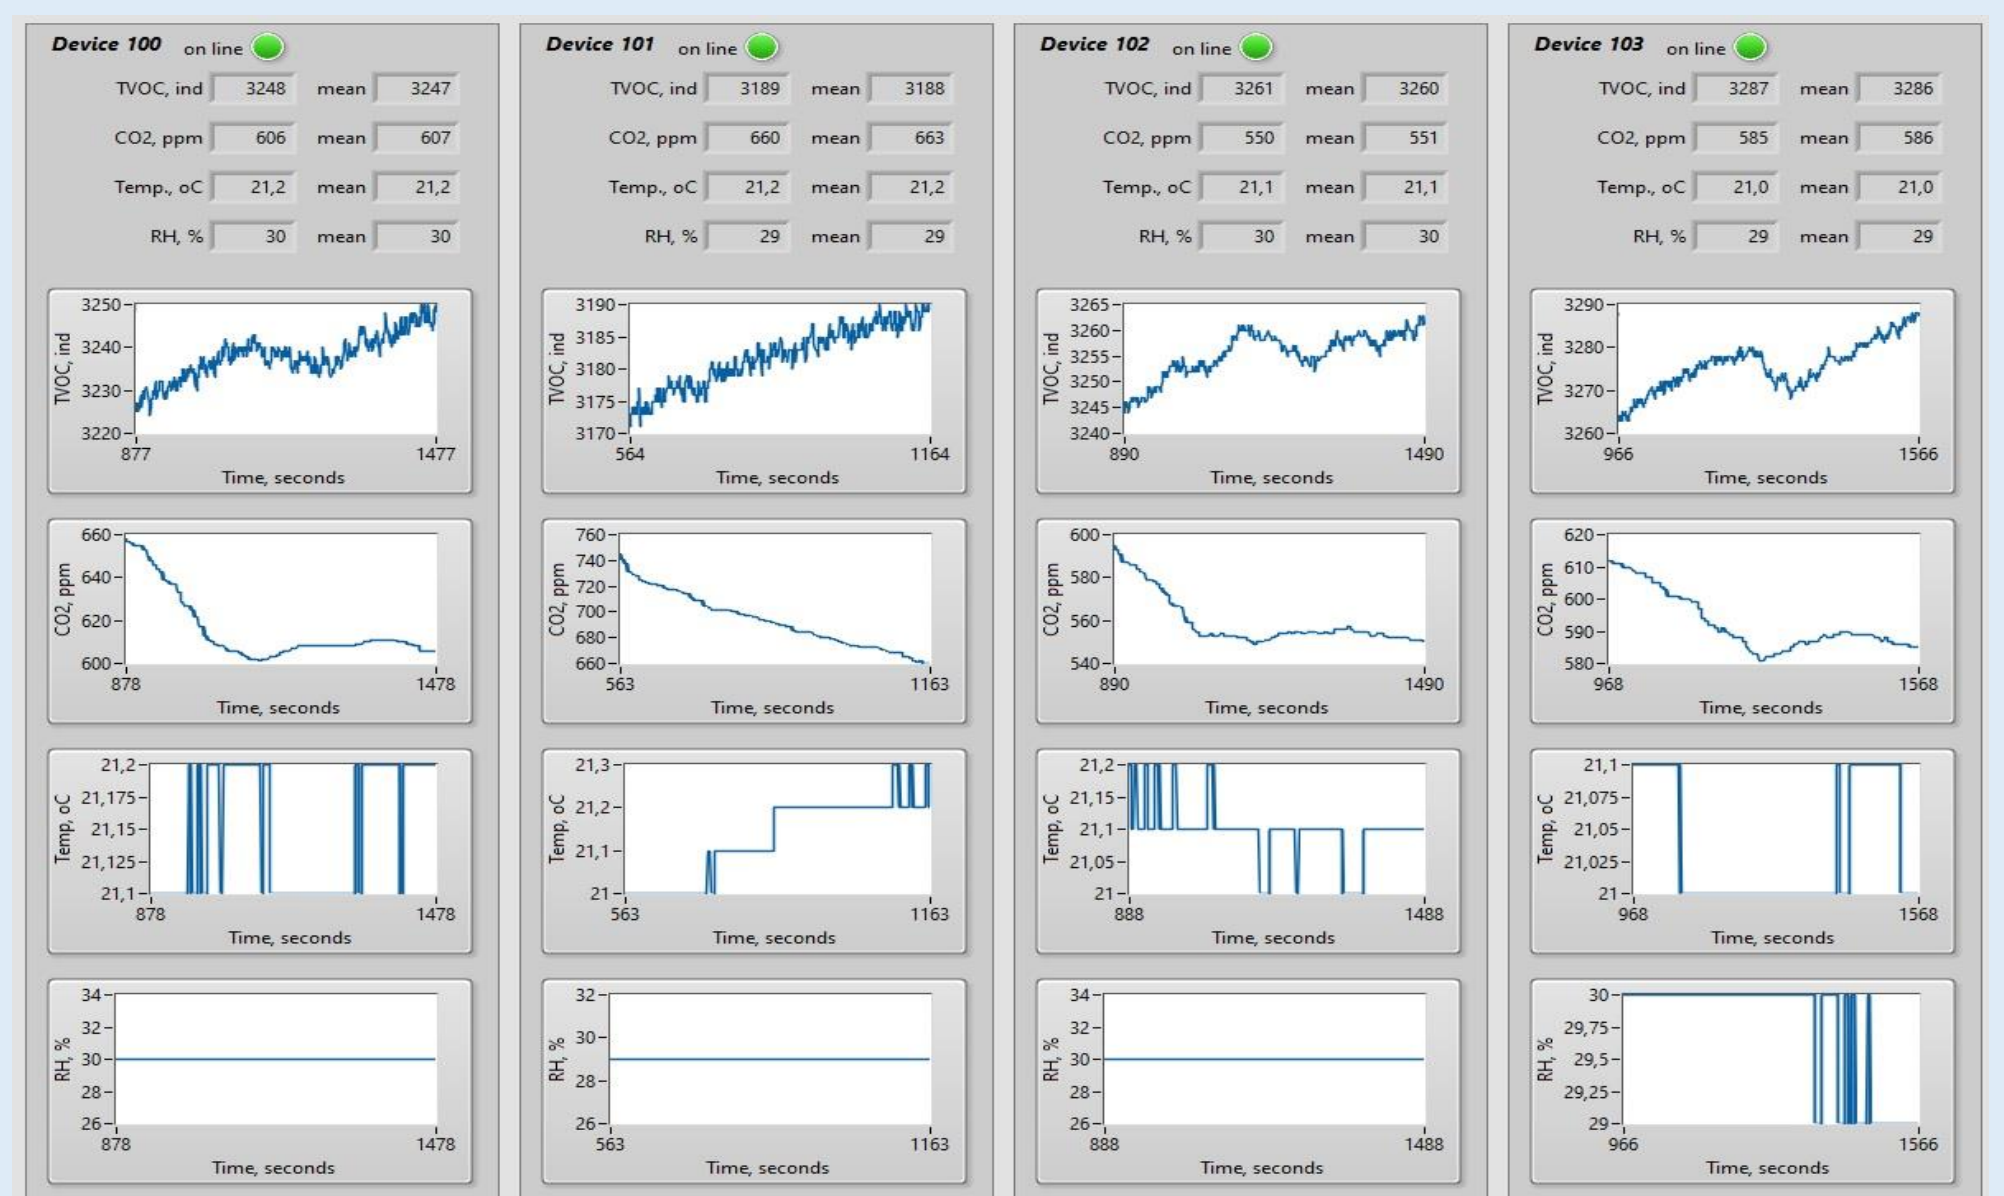 Device 100 on line
TVOC, ind 3248 mean 3247
CO2, ppm 606 mean 607
Temp., oC 21,2 mean 21,2
RH, % 30 mean 30
3250
3240
3230
3220
TVOC, ind
877 1477
Time, seconds
660
640
620
600
CO2, ppm
878 1478
Time, seconds
21,2
21,175
21,15
21,125
21,1
Temp, oC
878 1478
Time, seconds
34
32
30
28
26
RH, %
878 1478
Time, seconds
Device 101 on line
TVOC, ind 3189 mean 3188
CO2, ppm 660 mean 663
Temp., oC 21,2 mean 21,2
RH, % 29 mean 29
3190
3185
3180
3175
3170
TVOC, ind
564 1164
Time, seconds
760
740
720
700
680
660
CO2, ppm
563 1163
Time, seconds
21,3
21,2
21,1
21
Temp, oC
563 1163
Time, seconds
32
30
28
26
RH, %
563 1163
Time, seconds
Device 102 on line
TVOC, ind 3261 mean 3260
CO2, ppm 550 mean 551
Temp., oC 21,1 mean 21,1
RH, % 30 mean 30
3265
3260
3255
3250
3245
3240
TVOC, ind
890 1490
Time, seconds
600
580
560
540
CO2, ppm
890 1490
Time, seconds
21,2
21,15
21,1
21,05
21
Temp, oC
888 1488
Time, seconds
34
32
30
28
26
RH, %
888 1488
Time, seconds
Device 103 on line
TVOC, ind 3287 mean 3286
CO2, ppm 585 mean 586
Temp., oC 21,0 mean 21,0
RH, % 29 mean 29
3290
3280
3270
3260
TVOC, ind
966 1566
Time, seconds
620
610
600
590
580
CO2, ppm
968 1568
Time, seconds
21,1
21,075
21,05
21,025
21
Temp, oC
968 1568
Time, seconds
30
29,75
29,5
29,25
29
RH, %
966 1566
Time, seconds